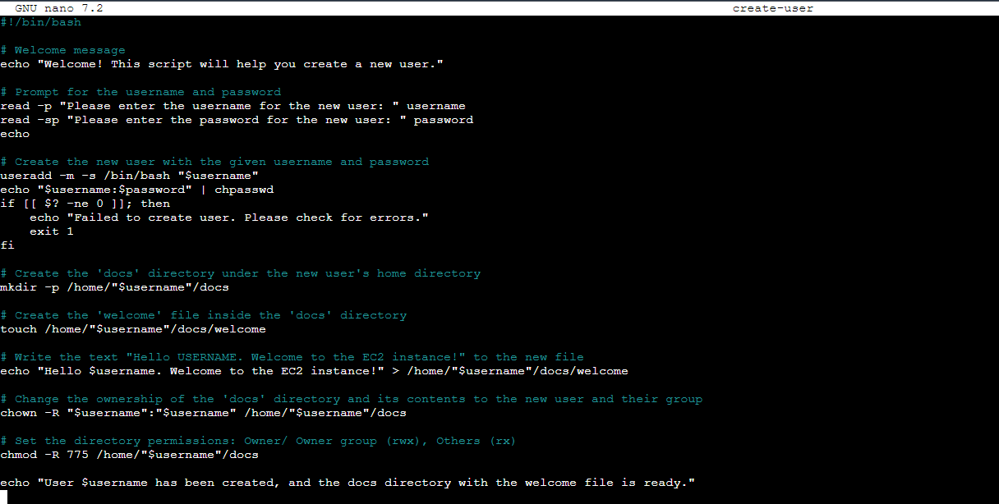 GNU nano 7.2 create-user
#!/bin/bash
# Welcome message
echo "Welcome! This script will help you create a new user."
# Prompt for the username and password
read -p "Please enter the username for the new user: " username
read -sp "Please enter the password for the new user: " password
echo
# Create the new user with the given username and password
useradd -m -s /bin/bash "$username"
echo "$username:$password" | chpasswd
if [[ $? -ne 0 ]]; then
    echo "Failed to create user. Please check for errors."
    exit 1
fi
# Create the 'docs' directory under the new user's home directory
mkdir -p /home/"$username"/docs
# Create the 'welcome' file inside the 'docs' directory
touch /home/"$username"/docs/welcome
# Write the text "Hello USERNAME. Welcome to the EC2 instance!" to the new file
echo "Hello $username. Welcome to the EC2 instance!" > /home/"$username"/docs/welcome
# Change the ownership of the 'docs' directory and its contents to the new user and their group
chown -R "$username":"$username" /home/"$username"/docs
# Set the directory permissions: Owner/ Owner group (rwx), Others (rx)
chmod -R 775 /home/"$username"/docs
echo "User $username has been created, and the docs directory with the welcome file is ready."